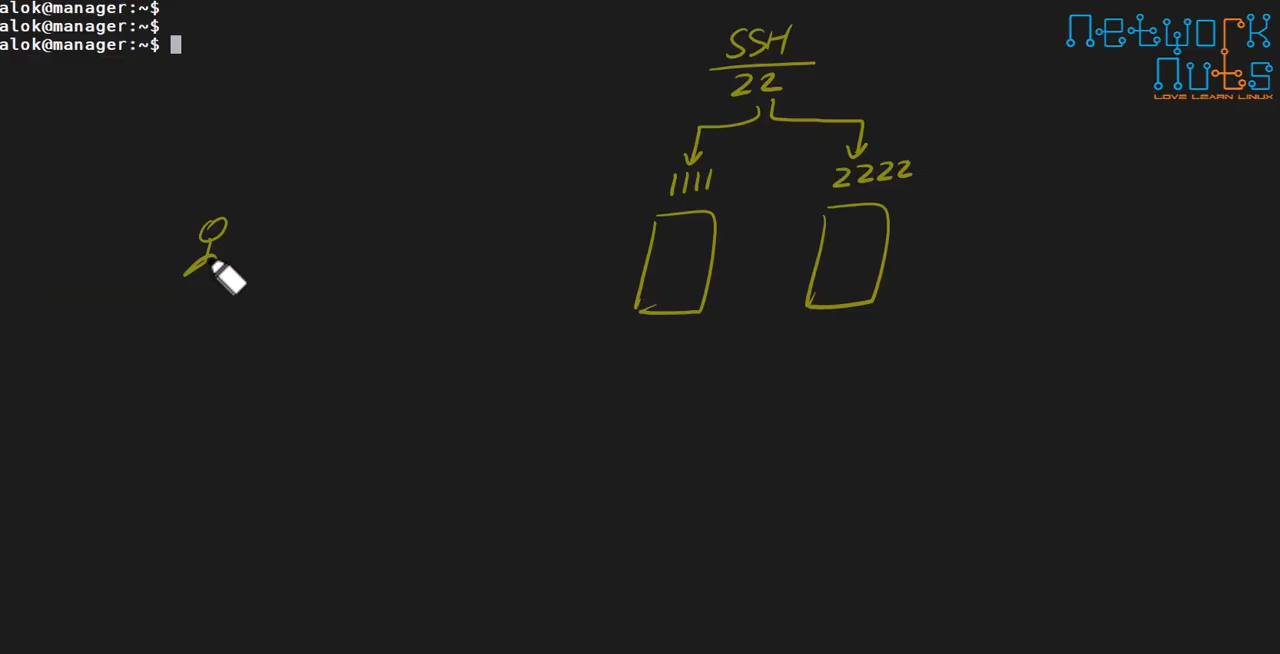 alok@manager:~$
alok@manager:~$
alok@manager:~$
SSH
22
1111
2222
Network
Nuts
LOVE LEARN LINUX